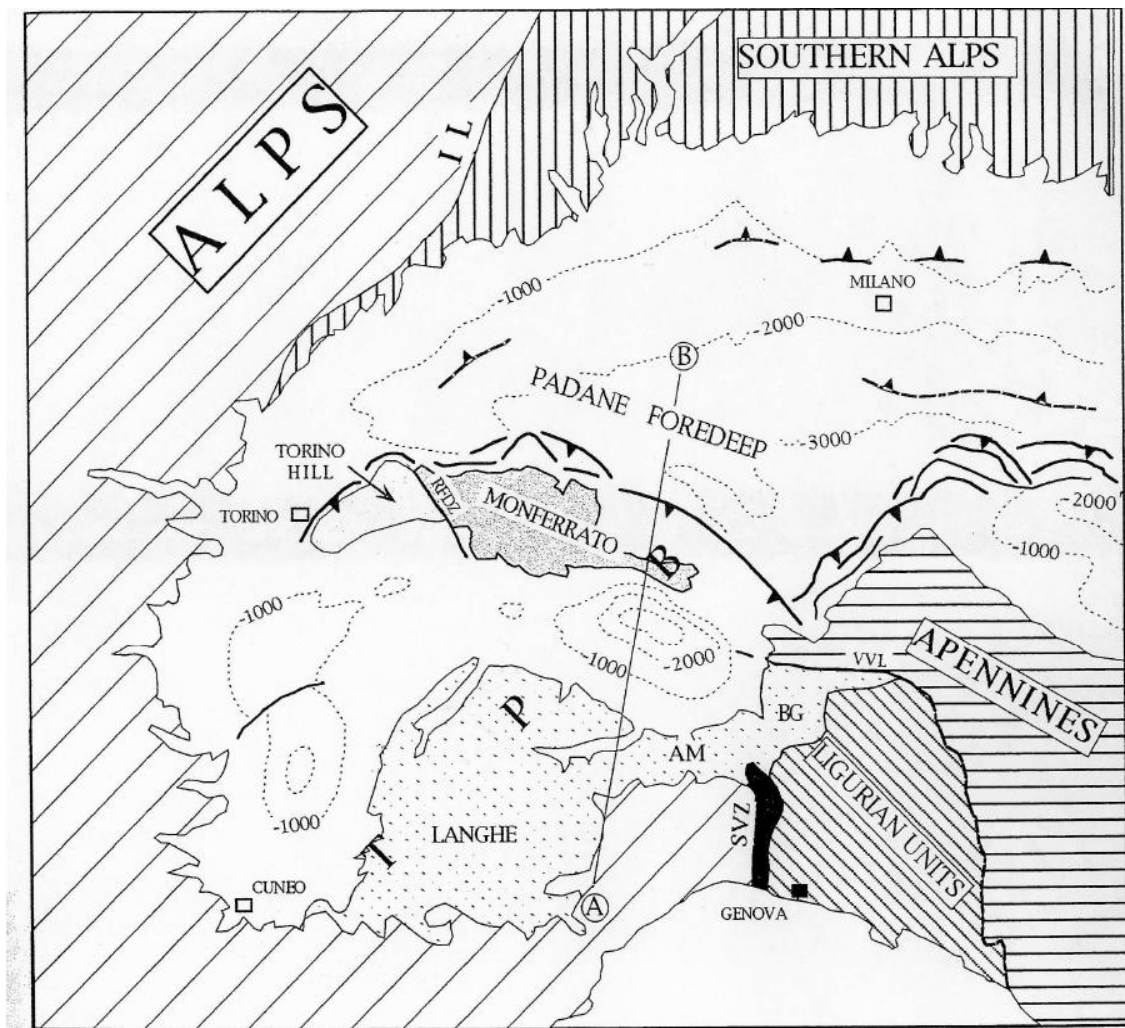 SOUTHERN ALPS
ALPS
IL
-1000
MILANO
-2000
B
PADANE FOREDEEP
-3000
TORINO
HILL
RFDZ
MONFERRATO
TORINO
-2000
-1000
B
-1000
-1000
-2000
VVL
APENNINES
P
BG
AM
LIGURIAN UNITS
SVZ
-1000
T
LANGHE
CUNEO
A
GENOVA